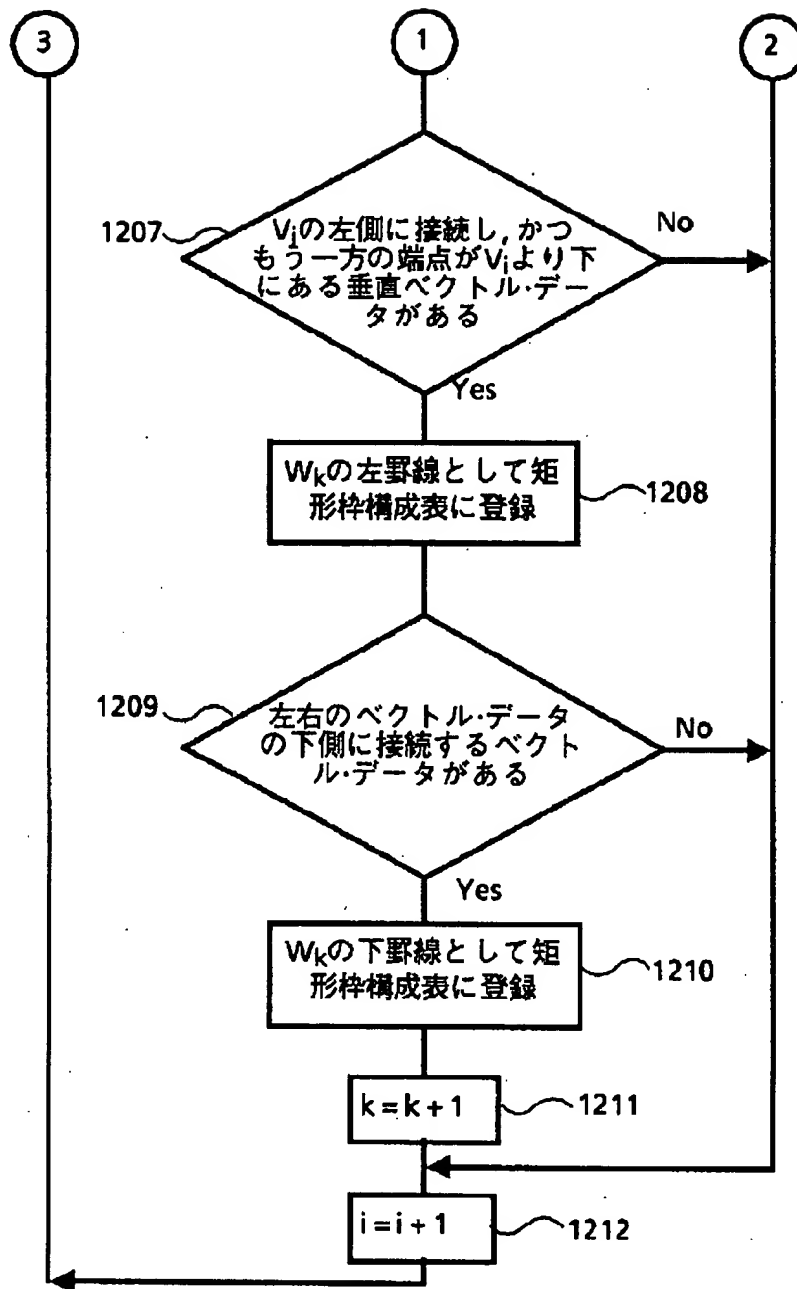 3
1
2
1207
Vjの左側に接続し，かつ
もう一方の端点がViより下
にある垂直ベクトル・デー
タがある
No
Yes
Wkの左罫線として矩
形枠構成表に登録
1208
1209
左右のベクトル・データ
の下側に接続するベクト
ル・データがある
No
Yes
Wkの下罫線として矩
形枠構成表に登録
1210
k=k+1
1211
i=i+1
1212